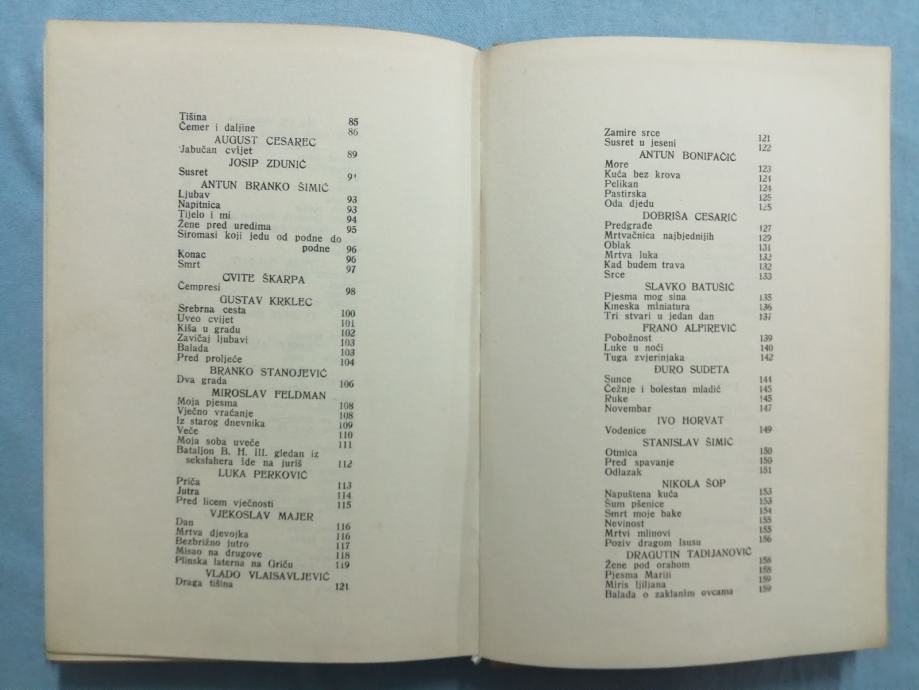 Tišina 85
Čemer i daljine 86
AUGUST CESAREC
Jabučan cvijet 89
JOSIP ZDUNIĆ
Susret 91
ANTUN BRANKO ŠIMIĆ
Ljubav 93
Napitnica 93
Tijelo i mi 94
Žene pred uredima 95
Siromasi koji jedu od podne do
podne 96
Konac 96
Smrt 97
CVITE ŠKARPA
Čempresi 98
GUSTAV KRKLEC
Srebrna cesta 100
Uveo cvijet 101
Kiša u gradu 102
Zavičaj ljubavi 103
Balada 103
Pred proljeće 104
BRANKO STANOJEVIĆ
Dva grada 106
MIROSLAV FELDMAN
Moja pjesma 108
Vječno vraćanje 108
Iz starog dnevnika 109
Veče 110
Moja soba uveče 111
Bataljon B. H. III. gledan iz
seksfahera ide na juriš 112
LUKA PERKOVIĆ
Priča 113
Jutra 114
Pred licem vječnosti 115
VJEKOSLAV MAJER
Dan 116
Mrtva djevojka 116
Bezbrižno jutro 117
Misao na drugove 118
Plinska laterna na Griču 119
VLADO VLAISAVLJEVIĆ
Draga tišina 121
Zamire srce 121
Susret u jeseni 122
ANTUN BONIFAČIĆ
More 123
Kuća bez krova 124
Pelikan 124
Pastirska 125
Oda djedu 125
DOBRIŠA CESARIĆ
Predgrađe 127
Mrtvačnica najbjednijih 129
Oblak 131
Mrtva luka 132
Kad budem trava 132
Srce 133
SLAVKO BATUŠIĆ
Pjesma mog sina 135
Kineska miniatura 136
Tri stvari u jedan dan 137
FRANO ALFIREVIĆ
Pobožnost 139
Luke u noći 140
Tuga zvjerinjaka 142
ĐURO SUDETA
Sunce 144
Čežnje i bolestan mladić 145
Ruke 145
Novembar 147
IVO HORVAT
Vodenice 149
STANISLAV ŠIMIĆ
Otmica 150
Pred spavanje 150
Odlazak 151
NIKOLA ŠOP
Napuštena kuća 153
Šum pšenice 153
Smrt moje bake 154
Nevinost 155
Mrtvi mlinovi 155
Poziv dragom Isusu 156
DRAGUTIN TADIJANOVIĆ
Žene pod orahom 158
Pjesma Mariji 158
Miris ljiljana 159
Balada o zaklanim ovcama 159